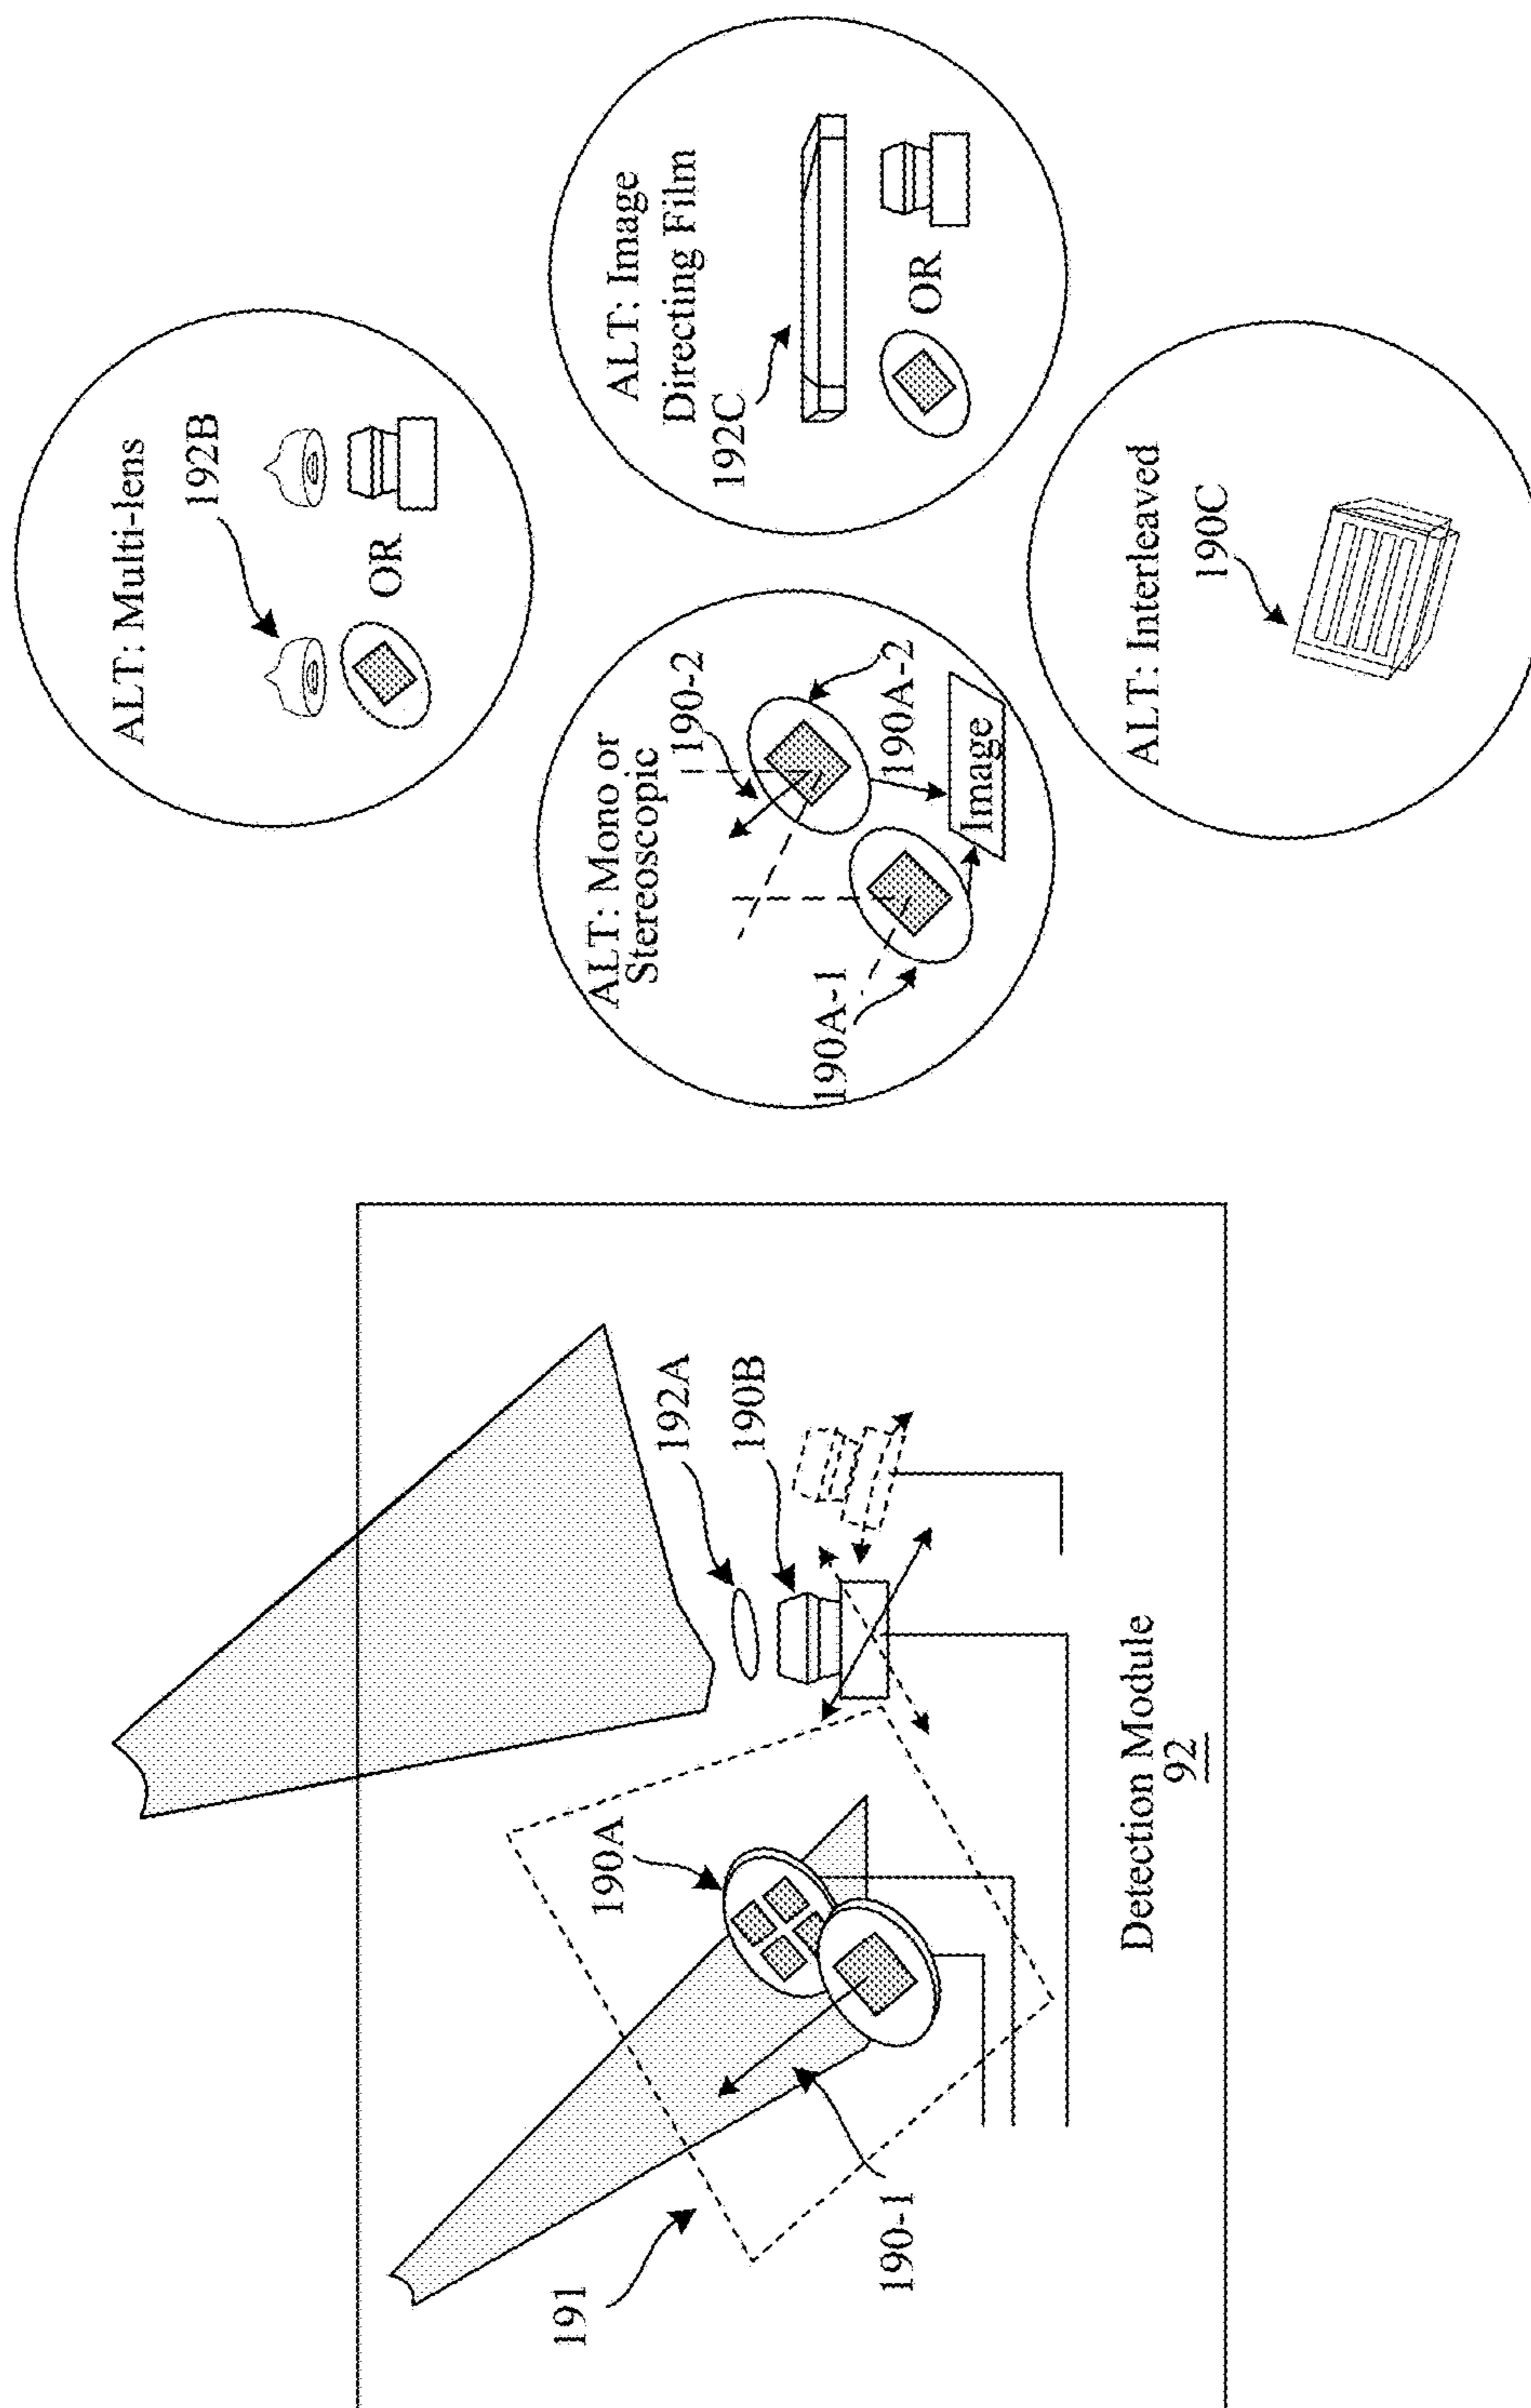 191
190-1
190A
192A
190B
Detection Module
92
ALT: Mono or
Stereoscopic
190-2
190A-1
190A-2
Image
ALT: Multi-lens
192B
OR
ALT: Image
Directing Film
192C
OR
ALT: Interleaved
190C